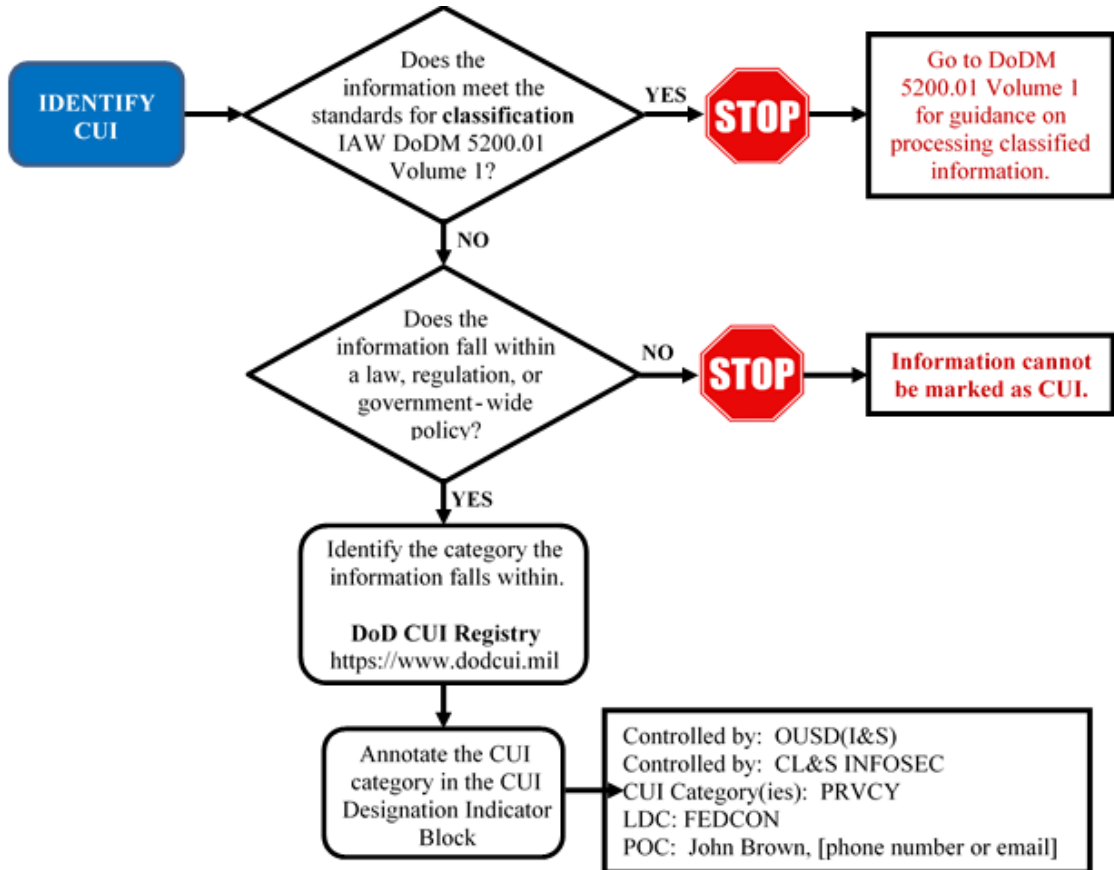 IDENTIFY
CUI
Does the
information meet the
standards for classification
IAW DoDM 5200.01
Volume 1?
YES
STOP
Go to DoDM
5200.01 Volume 1
for guidance on
processing classified
information.
NO
Does the
information fall within
a law, regulation, or
government-wide
policy?
NO
STOP
Information cannot
be marked as CUI.
YES
Identify the category the
information falls within.
DoD CUI Registry
https://www.dodcui.mil
Annotate the CUI
category in the CUI
Designation Indicator
Block
Controlled by: OUSD(I&S)
Controlled by: CL&S INFOSEC
CUI Category(ies): PRVCY
LDC: FEDCON
POC: John Brown, [phone number or email]